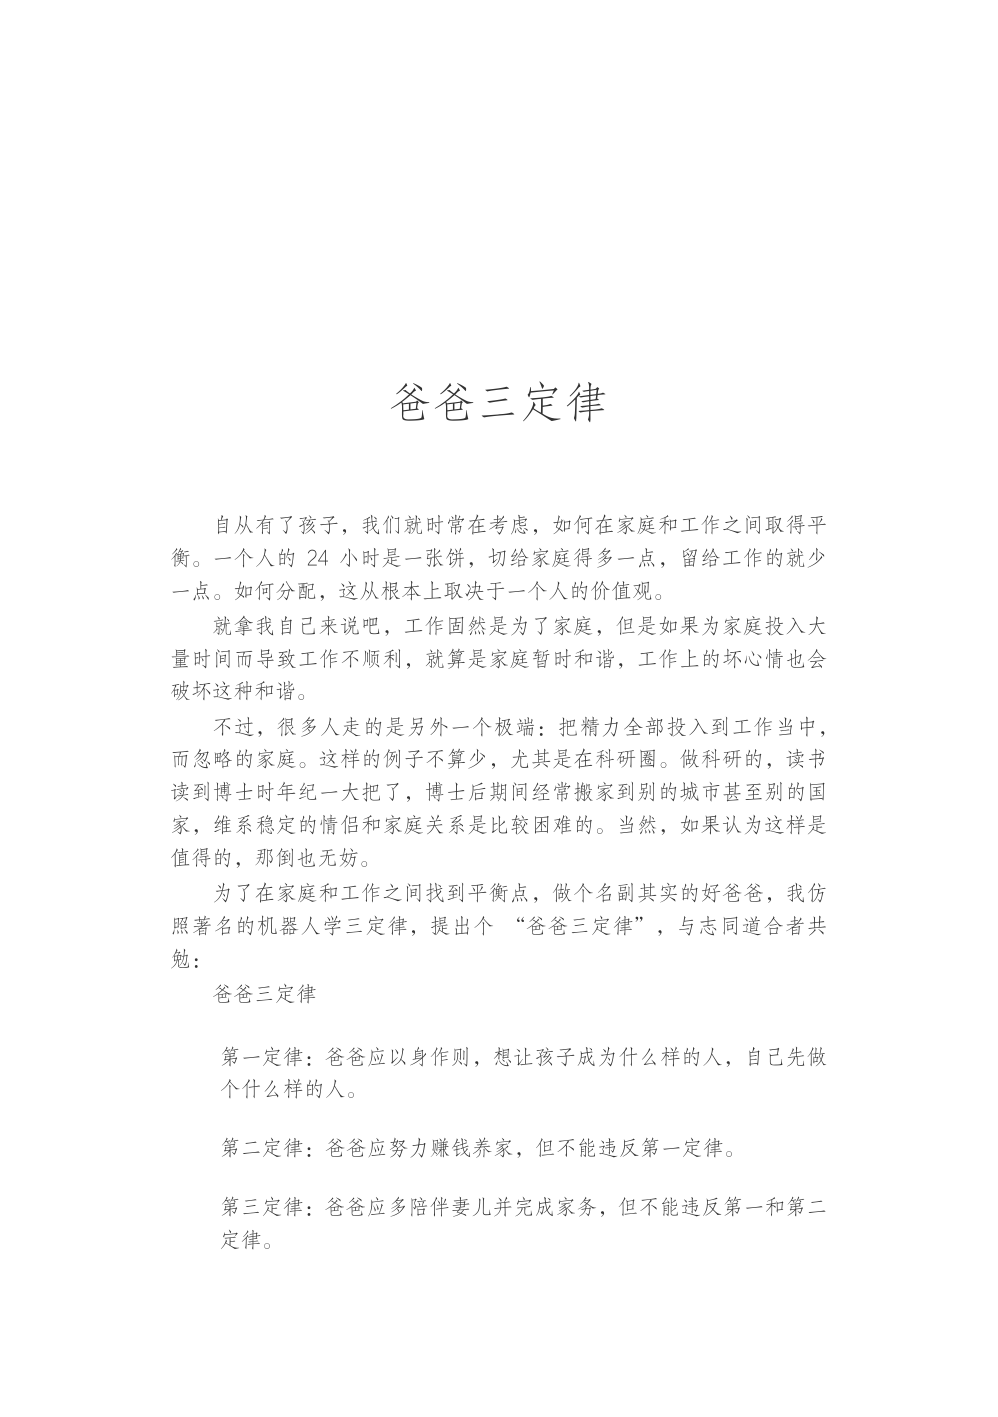 爸爸三定律
自从有了孩子，我们就时常在考虑，如何在家庭和工作之间取得平
衡。一个人的 24 小时是一张饼，切给家庭得多一点，留给工作的就少
一点。如何分配，这从根本上取决于一个人的价值观。
就拿我自己来说吧，工作固然是为了家庭，但是如果为家庭投入大
量时间而导致工作不顺利，就算是家庭暂时和谐，工作上的坏心情也会
破坏这种和谐。
不过，很多人走的是另外一个极端：把精力全部投入到工作当中，
而忽略的家庭。这样的例子不算少，尤其是在科研圈。做科研的，读书
读到博士时年纪一大把了，博士后期间经常搬家到别的城市甚至别的国
家，维系稳定的情侣和家庭关系是比较困难的。当然，如果认为这样是
值得的，那倒也无妨。
为了在家庭和工作之间找到平衡点，做个名副其实的好爸爸，我仿
照著名的机器人学三定律，提出个 “爸爸三定律”，与志同道合者共
勉：
爸爸三定律
第一定律：爸爸应以身作则，想让孩子成为什么样的人，自己先做
个什么样的人。
第二定律：爸爸应努力赚钱养家，但不能违反第一定律。
第三定律：爸爸应多陪伴妻儿并完成家务，但不能违反第一和第二
定律。